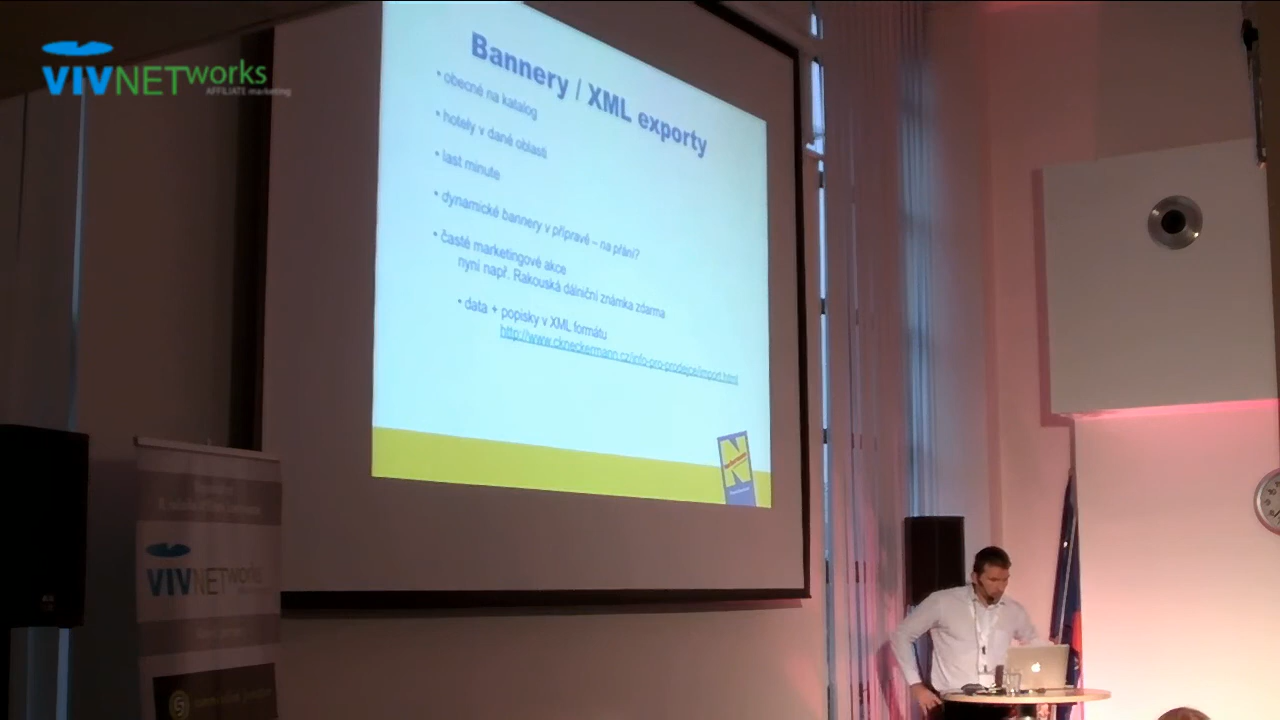 VIVNETworks
AFFILIATE marketing
Bannery / XML exporty
• obecné na katalog
• hotely v dané oblasti
• last minute
• dynamické bannery v přípravě – na přání?
• časté marketingové akce
nyní např. Rakouská dálniční známka zdarma
• data + popisky v XML formátu
http://www.ckneckermann.cz/info-pro-prodejce/import.html
VIVNETworks